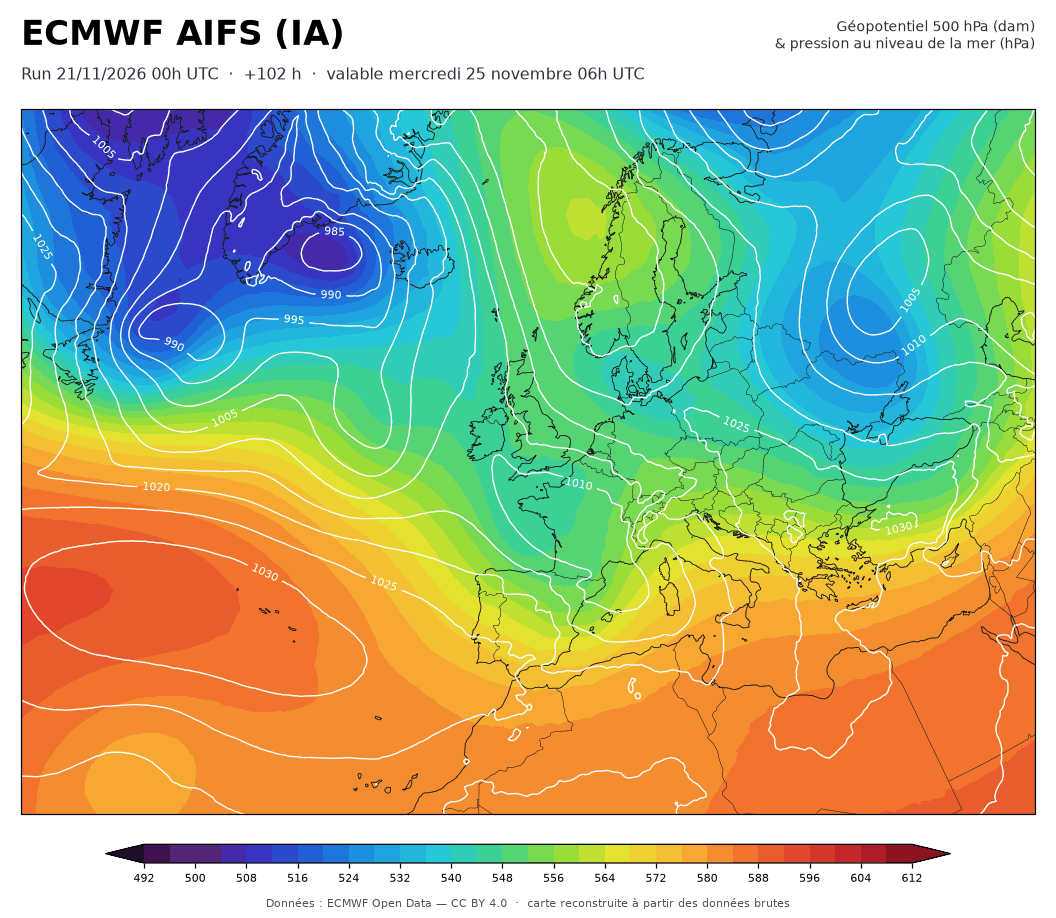 ECMWF AIFS (IA)
Géopotentiel 500 hPa (dam)
& pression au niveau de la mer (hPa)
Run 21/11/2026 00h UTC · +102 h · valable mercredi 25 novembre 06h UTC
1005
985
1025
990
1005
995
990
1010
1005
1025
1010
1020
1030
1030
1025
492 500 508 516 524 532 540 548 556 564 572 580 588 596 604 612
Données : ECMWF Open Data — CC BY 4.0 · carte reconstruite à partir des données brutes